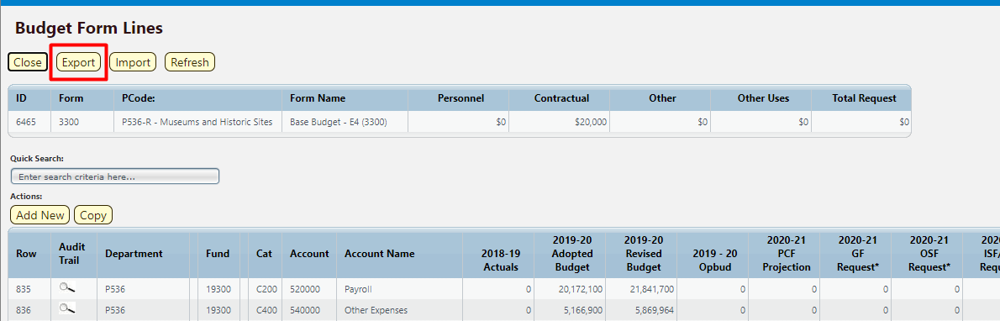 Budget Form Lines
Close Export Import Refresh
ID Form PCode: Form Name Personnel Contractual Other Other Uses Total Request
6465 3300 P536-R - Museums and Historic Sites Base Budget - E4 (3300) $0 $20,000 $0 $0 $0
Quick Search:
Enter search criteria here...
Actions:
Add New Copy
Row Audit Trail Department Fund Cat Account Account Name 2018-19 Actuals 2019-20 Adopted Budget 2019-20 Revised Budget 2019 - 20 Opbud 2020-21 PCF Projection 2020-21 GF Request* 2020-21 OSF Request*
835 P536 19300 C200 520000 Payroll 0 20,172,100 21,841,700 0 0 0 0
836 P536 19300 C400 540000 Other Expenses 0 5,166,900 5,869,964 0 0 0 0